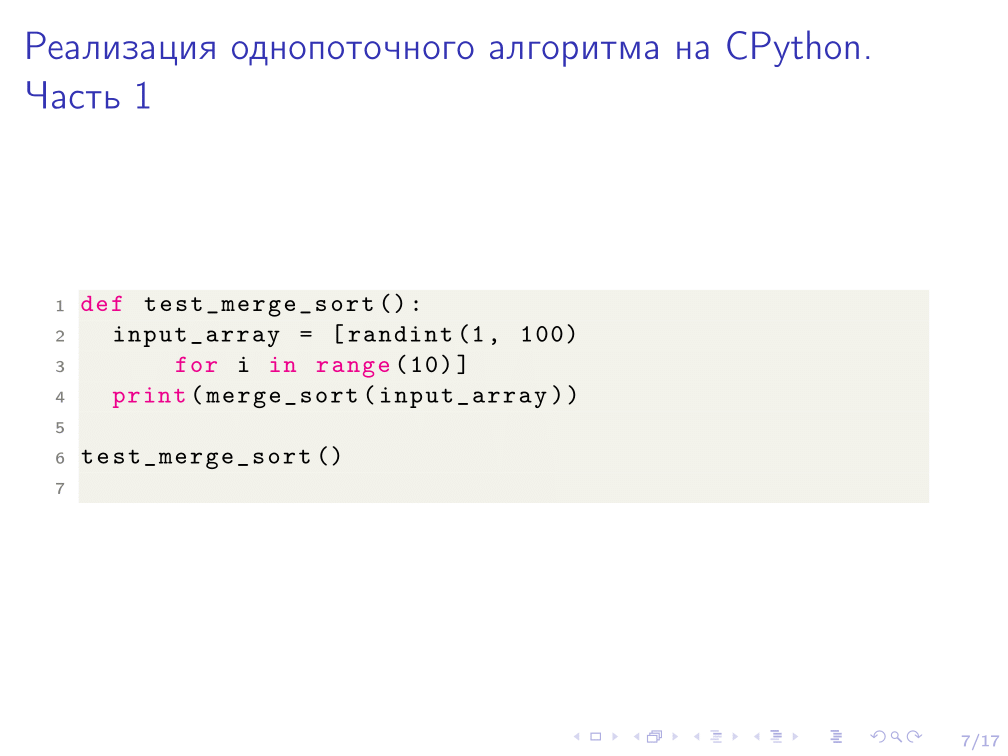 Реализация однопоточного алгоритма на CPython.
Часть 1
1 def test_merge_sort():
2   input_array = [randint(1, 100)
3       for i in range(10)]
4   print(merge_sort(input_array))
5
6 test_merge_sort()
7
7/17